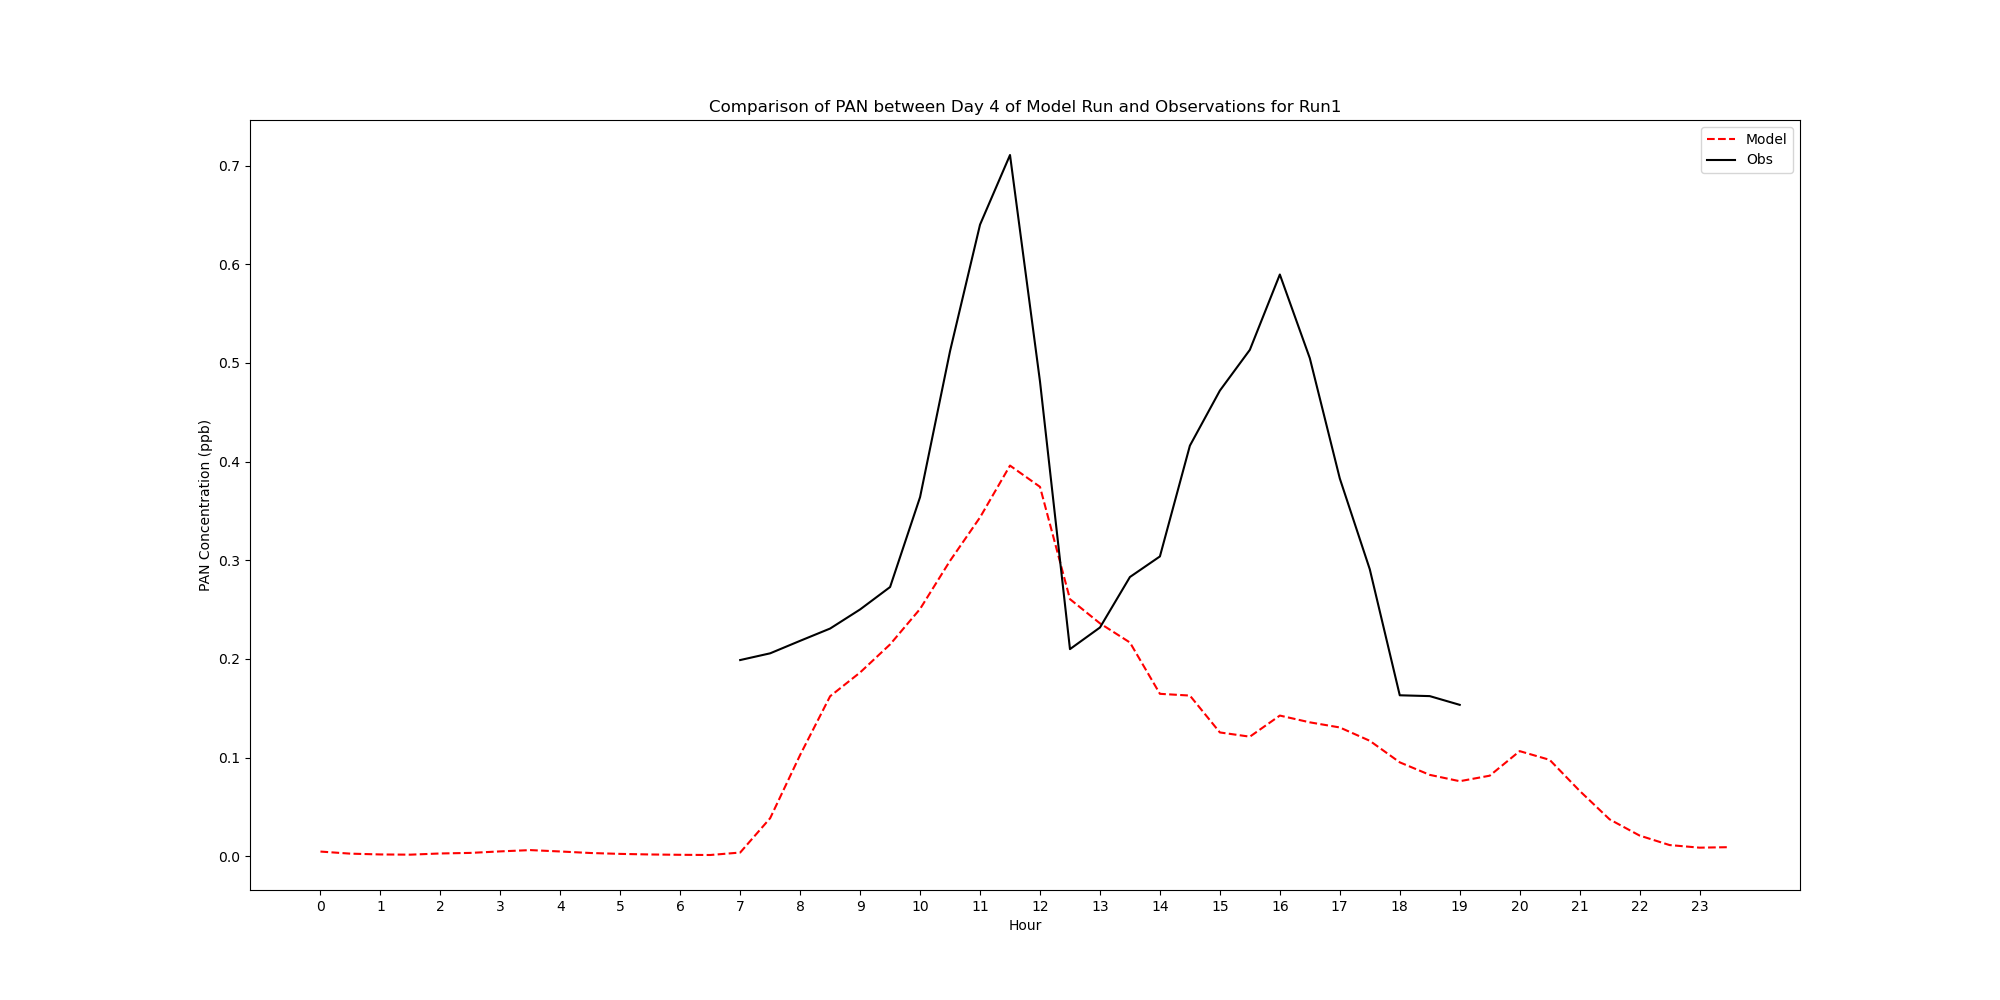 Comparison of PAN between Day 4 of Model Run and Observations for Run1
Model
Obs
PAN Concentration (ppb)
0.7
0.6
0.5
0.4
0.3
0.2
0.1
0.0
0 1 2 3 4 5 6 7 8 9 10 11 12 13 14 15 16 17 18 19 20 21 22 23
Hour